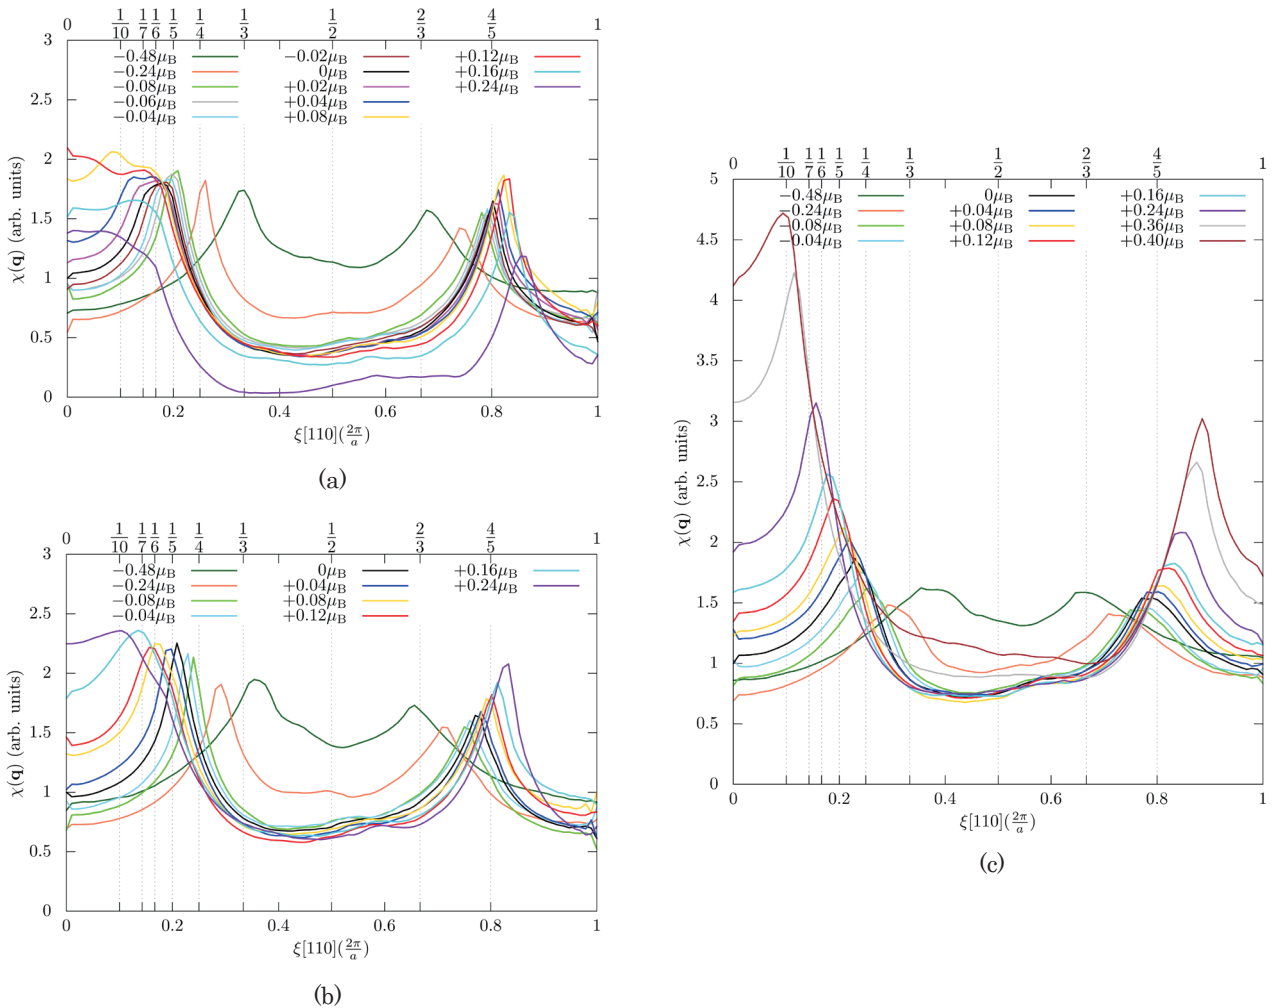 0 1/10 1/7 1/6 1/5 1/4 1/3 1/2 2/3 4/5 1
3
2.5
2
1.5
1
0.5
0
χ(q) (arb. units)
−0.48μB
−0.24μB
−0.08μB
−0.06μB
−0.04μB
−0.02μB
0μB
+0.02μB
+0.04μB
+0.08μB
+0.12μB
+0.16μB
+0.24μB
0 0.2 0.4 0.6 0.8 1
ξ[110](2π/a)
(a)
0 1/10 1/7 1/6 1/5 1/4 1/3 1/2 2/3 4/5 1
3
2.5
2
1.5
1
0.5
0
χ(q) (arb. units)
−0.48μB
−0.24μB
−0.08μB
−0.04μB
0μB
+0.04μB
+0.08μB
+0.12μB
+0.16μB
+0.24μB
0 0.2 0.4 0.6 0.8 1
ξ[110](2π/a)
(b)
0 1/10 1/7 1/6 1/5 1/4 1/3 1/2 2/3 4/5 1
5
4.5
4
3.5
3
2.5
2
1.5
1
0.5
0
χ(q) (arb. units)
−0.48μB
−0.24μB
−0.08μB
−0.04μB
0μB
+0.04μB
+0.08μB
+0.12μB
+0.16μB
+0.24μB
+0.36μB
+0.40μB
0 0.2 0.4 0.6 0.8 1
ξ[110](2π/a)
(c)